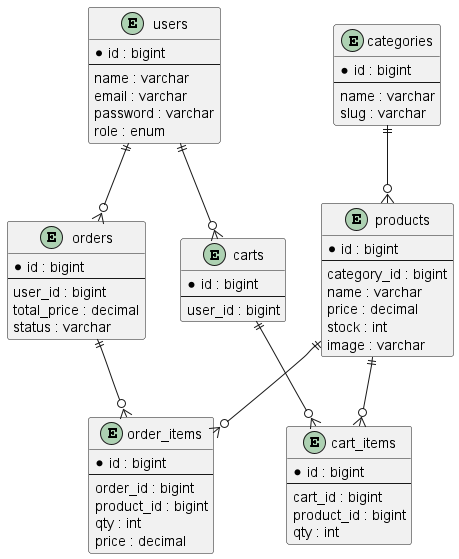 E users
* id : bigint
name : varchar
email : varchar
password : varchar
role : enum
E categories
* id : bigint
name : varchar
slug : varchar
E orders
* id : bigint
user_id : bigint
total_price : decimal
status : varchar
E carts
* id : bigint
user_id : bigint
E products
* id : bigint
category_id : bigint
name : varchar
price : decimal
stock : int
image : varchar
E order_items
* id : bigint
order_id : bigint
product_id : bigint
qty : int
price : decimal
E cart_items
* id : bigint
cart_id : bigint
product_id : bigint
qty : int